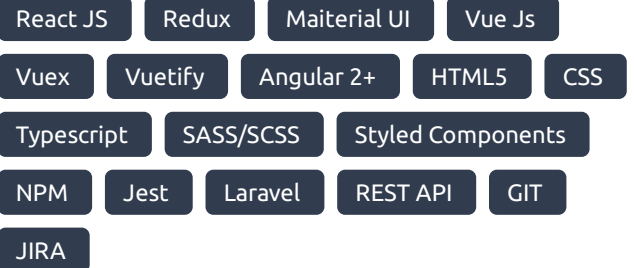 React JS Redux Maiterial UI Vue Js
Vuex Vuetify Angular 2+ HTML5 CSS
Typescript SASS/SCSS Styled Components
NPM Jest Laravel REST API GIT
JIRA